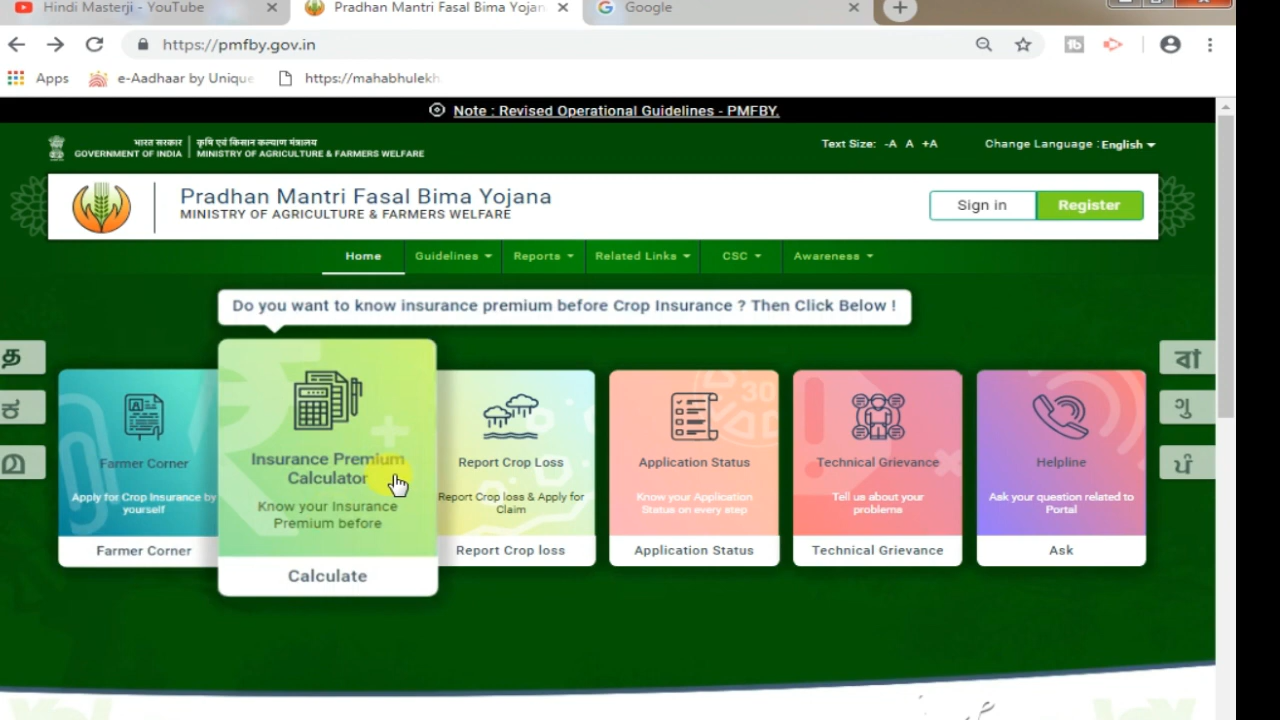 Hindi Masterji - YouTube
Pradhan Mantri Fasal Bima Yojan
Google
https://pmfby.gov.in
Apps
e-Aadhaar by Unique
https://mahabhulekh
Note : Revised Operational Guidelines - PMFBY.
भारत सरकार
GOVERNMENT OF INDIA
कृषि एवं किसान कल्याण मंत्रालय
MINISTRY OF AGRICULTURE & FARMERS WELFARE
Text Size: -A A +A
Change Language : English
Pradhan Mantri Fasal Bima Yojana
MINISTRY OF AGRICULTURE & FARMERS WELFARE
Sign in
Register
Home
Guidelines
Reports
Related Links
CSC
Awareness
Do you want to know insurance premium before Crop Insurance ? Then Click Below !
Farmer Corner
Apply for Crop Insurance by
yourself
Farmer Corner
Insurance Premium
Calculator
Know your Insurance
Premium before
Calculate
Report Crop Loss
Report Crop loss & Apply for
Claim
Report Crop loss
30
Application Status
Know your Application
Status on every step
Application Status
Technical Grievance
Tell us about your
problems
Technical Grievance
Helpline
Ask your question related to
Portal
Ask